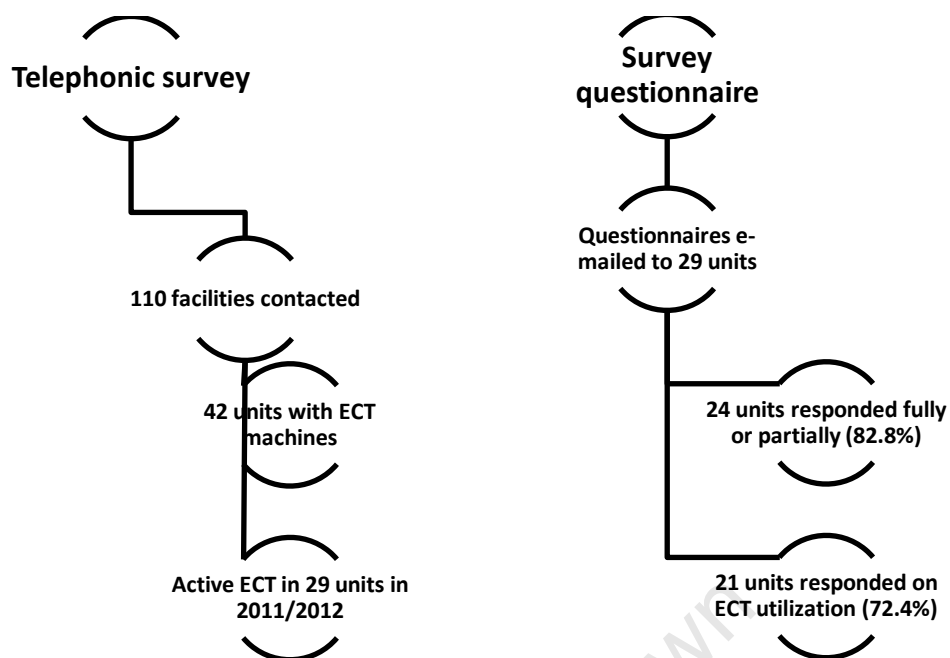 Telephonic survey
110 facilities contacted
42 units with ECT
machines
Active ECT in 29 units in
2011/2012
Survey
questionnaire
Questionnaires e-
mailed to 29 units
24 units responded fully
or partially (82.8%)
21 units responded on
ECT utilization (72.4%)